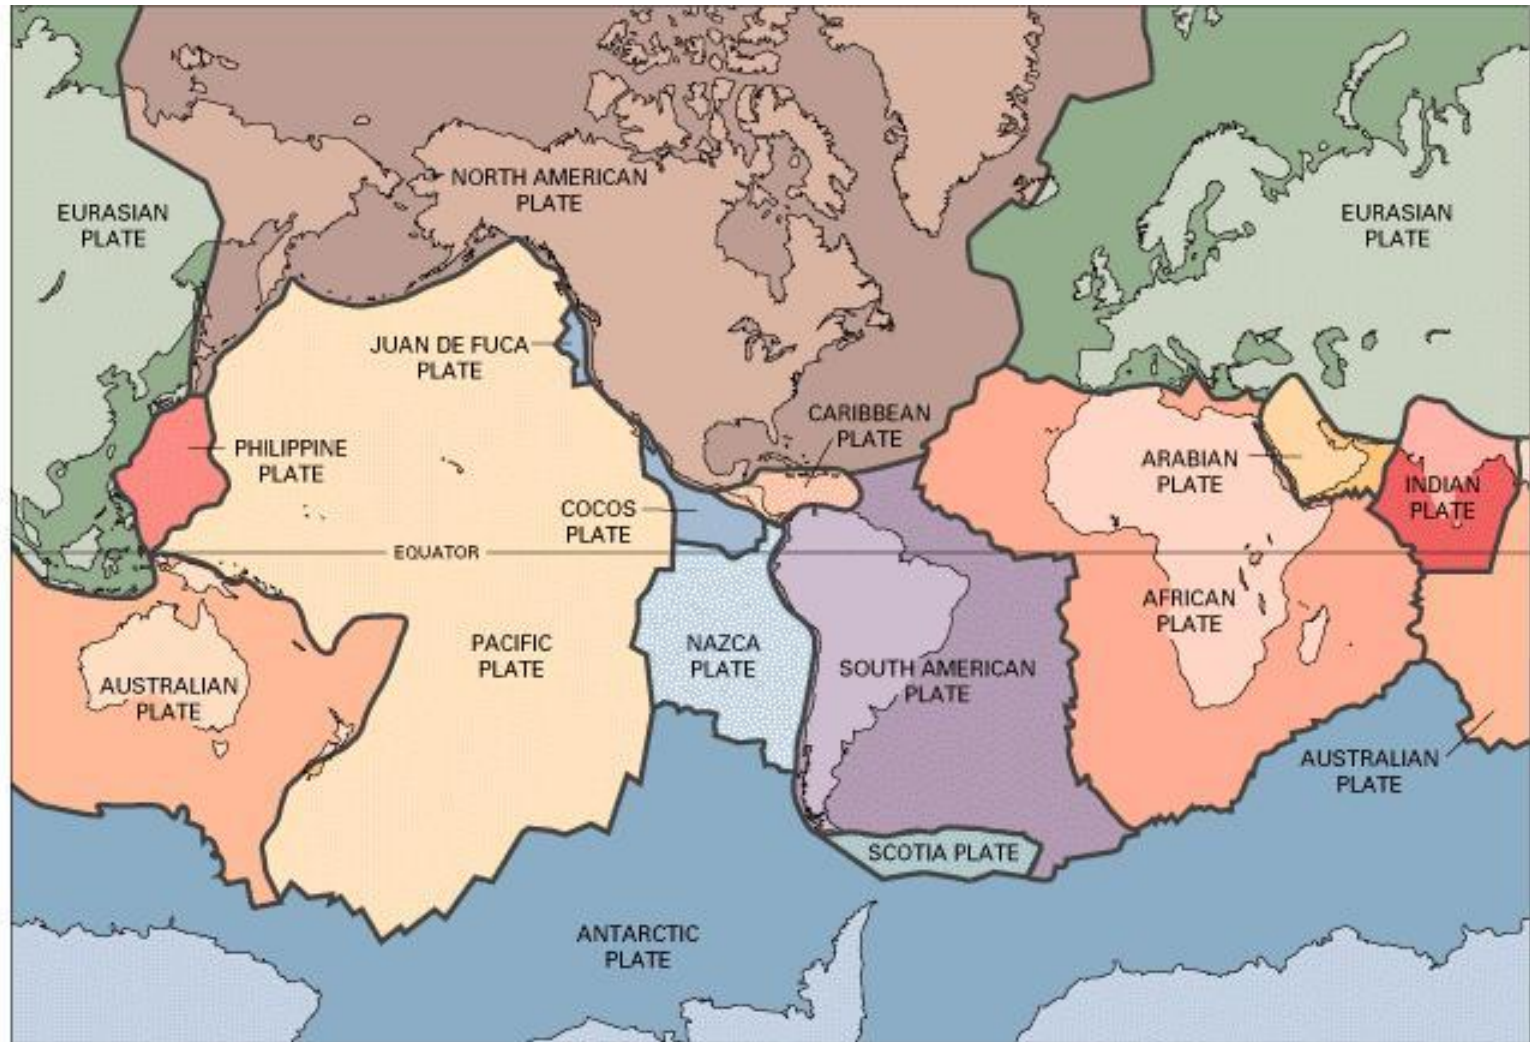 NORTH AMERICAN
PLATE
EURASIAN
PLATE
EURASIAN
PLATE
JUAN DE FUCA
PLATE
CARIBBEAN
PLATE
PHILIPPINE
PLATE
ARABIAN
PLATE
INDIAN
PLATE
COCOS
PLATE
EQUATOR
AFRICAN
PLATE
PACIFIC
PLATE
NAZCA
PLATE
SOUTH AMERICAN
PLATE
AUSTRALIAN
PLATE
AUSTRALIAN
PLATE
SCOTIA PLATE
ANTARCTIC
PLATE